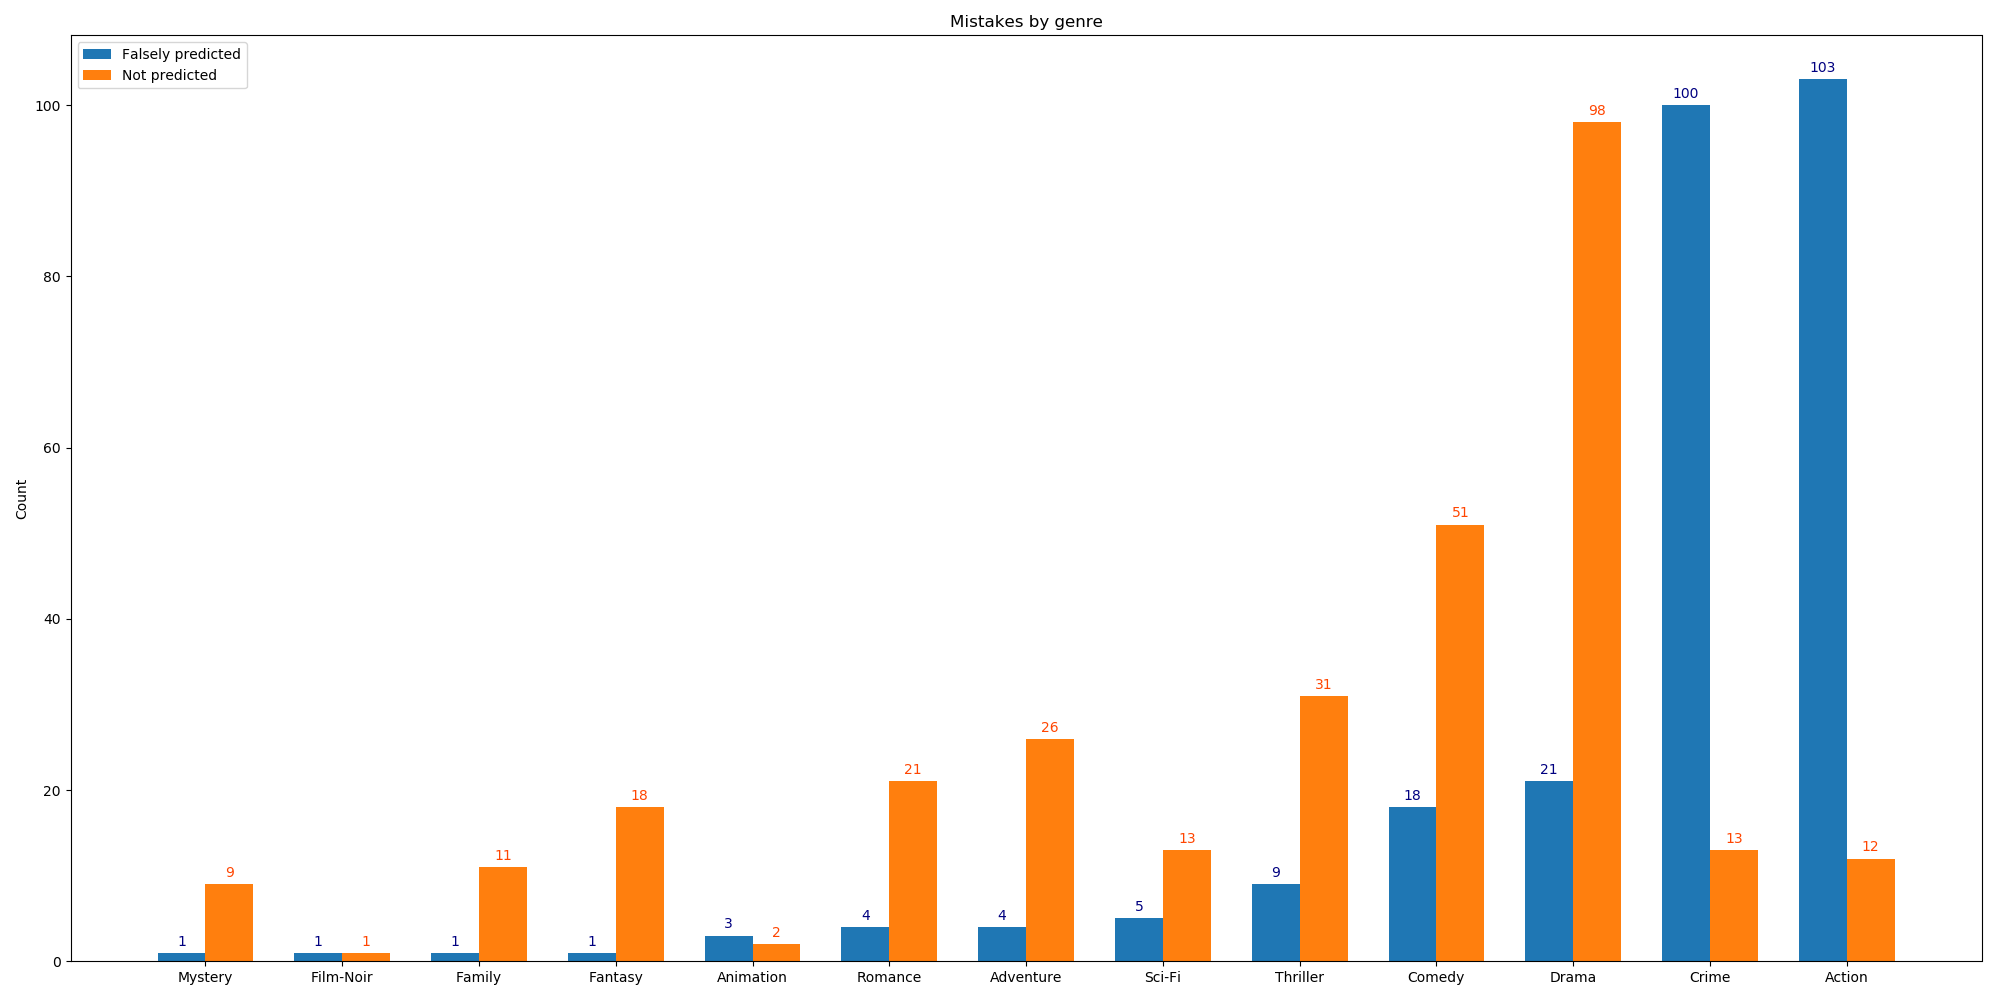 Mistakes by genre
Falsely predicted
Not predicted
Count
100
80
60
40
20
0
1 9 1 1 1 11 1 18 3 2 4 21 4 26 5 13 9 31 18 51 21 98 100 13 103 12
Mystery Film-Noir Family Fantasy Animation Romance Adventure Sci-Fi Thriller Comedy Drama Crime Action